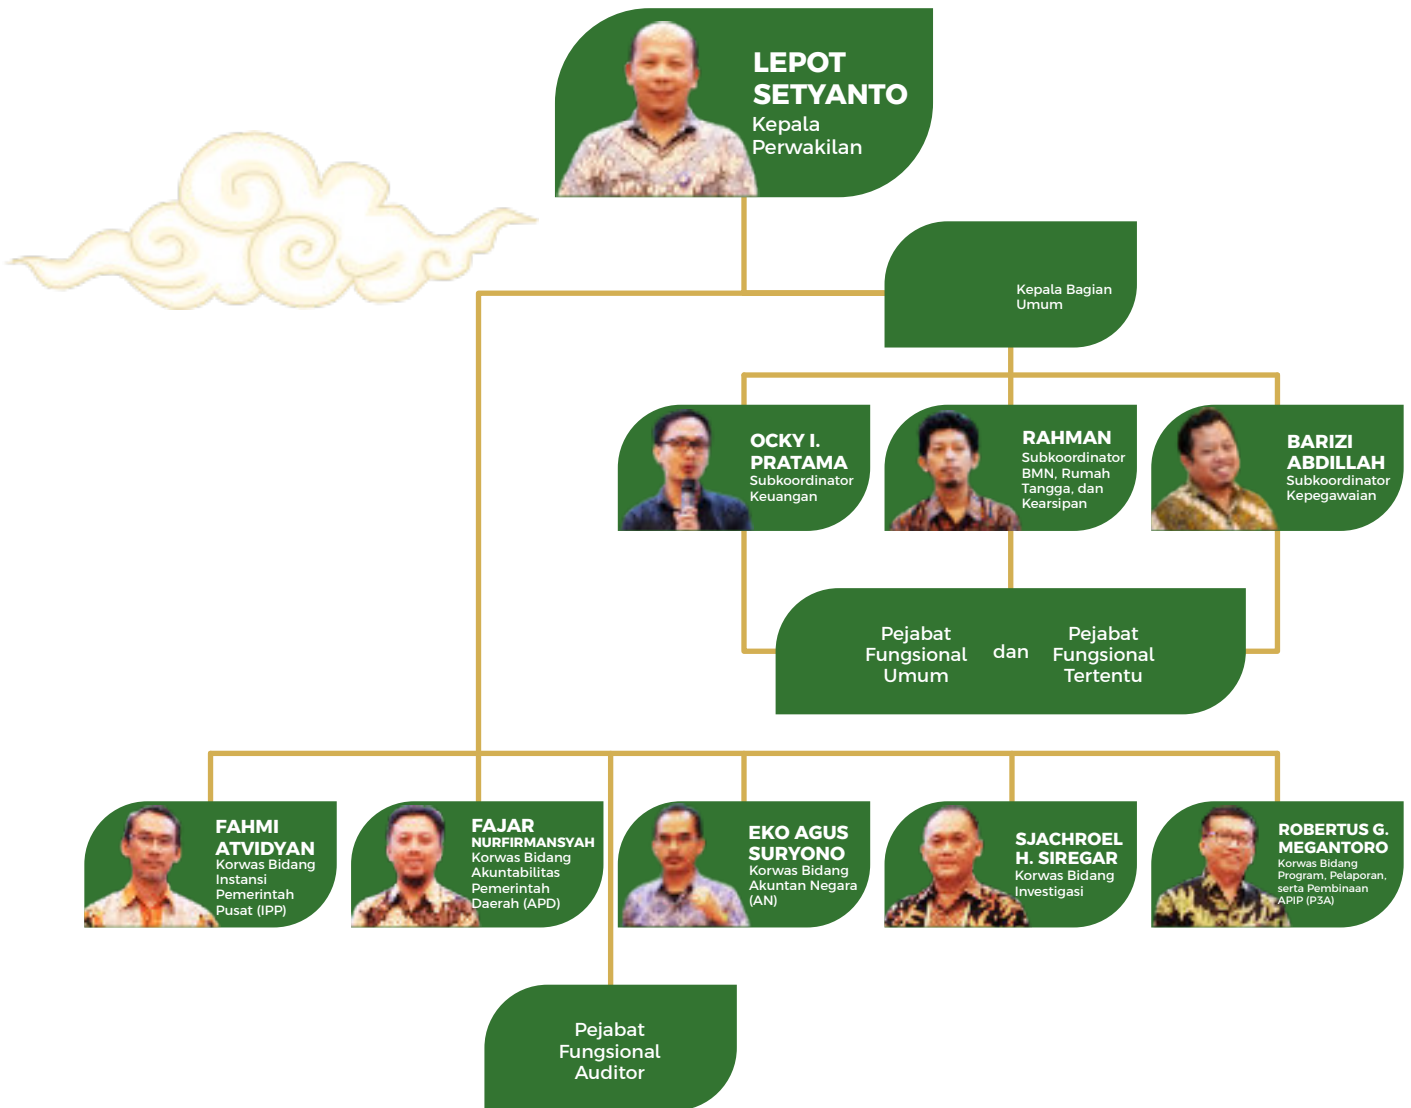 LEPOT
SETYANTO
Kepala
Perwakilan
Kepala Bagian
Umum
OCKY I.
PRATAMA
Subkoordinator
Keuangan
RAHMAN
Subkoordinator
BMN, Rumah
Tangga, dan
Kearsipan
BARIZI
ABDILLAH
Subkoordinator
Kepegawaian
Pejabat
Fungsional
Umum
dan
Pejabat
Fungsional
Tertentu
FAHMI
ATVIDYAN
Korwas Bidang
Instansi
Pemerintah
Pusat (IPP)
FAJAR
NURFIRMANSYAH
Korwas Bidang
Akuntabilitas
Pemerintah
Daerah (APD)
EKO AGUS
SURYONO
Korwas Bidang
Akuntan Negara
(AN)
SJACHROEL
H. SIREGAR
Korwas Bidang
Investigasi
ROBERTUS G.
MEGANTORO
Korwas Bidang
Program, Pelaporan,
serta Pembinaan
APIP (P3A)
Pejabat
Fungsional
Auditor